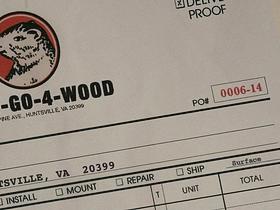 DELIVER
PROOF
-GO-4-WOOD
PINE AVE., HUNTSVILLE, VA 20399
PO# 0006-14
TSVILLE, VA 20399
INSTALL MOUNT REPAIR SHIP Surface
T UNIT TOTAL